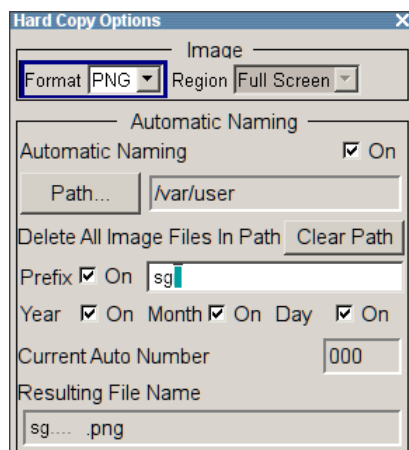 Hard Copy Options
Image
Format PNG Region Full Screen
Automatic Naming
Automatic Naming On
Path... /var/user
Delete All Image Files In Path Clear Path
Prefix On sg
Year On Month On Day On
Current Auto Number 000
Resulting File Name
sg.... .png